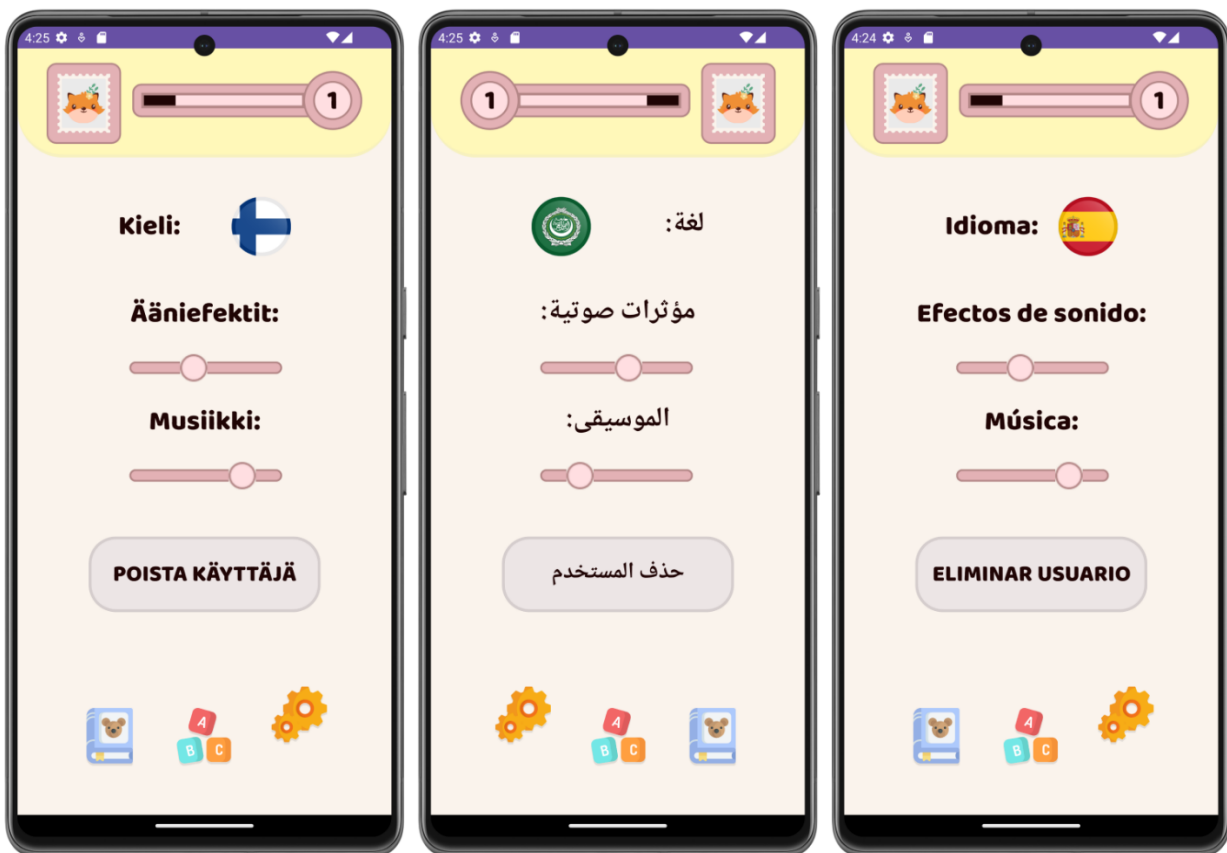 4:25
1
Kieli:
Ääniefektit:
Musiikki:
POISTA KÄYTTÄJÄ
A
B C
4:25
1
لغة:
مؤثرات صوتية:
الموسيقى:
حذف المستخدم
A
B C
4:24
1
Idioma:
Efectos de sonido:
Música:
ELIMINAR USUARIO
A
B C